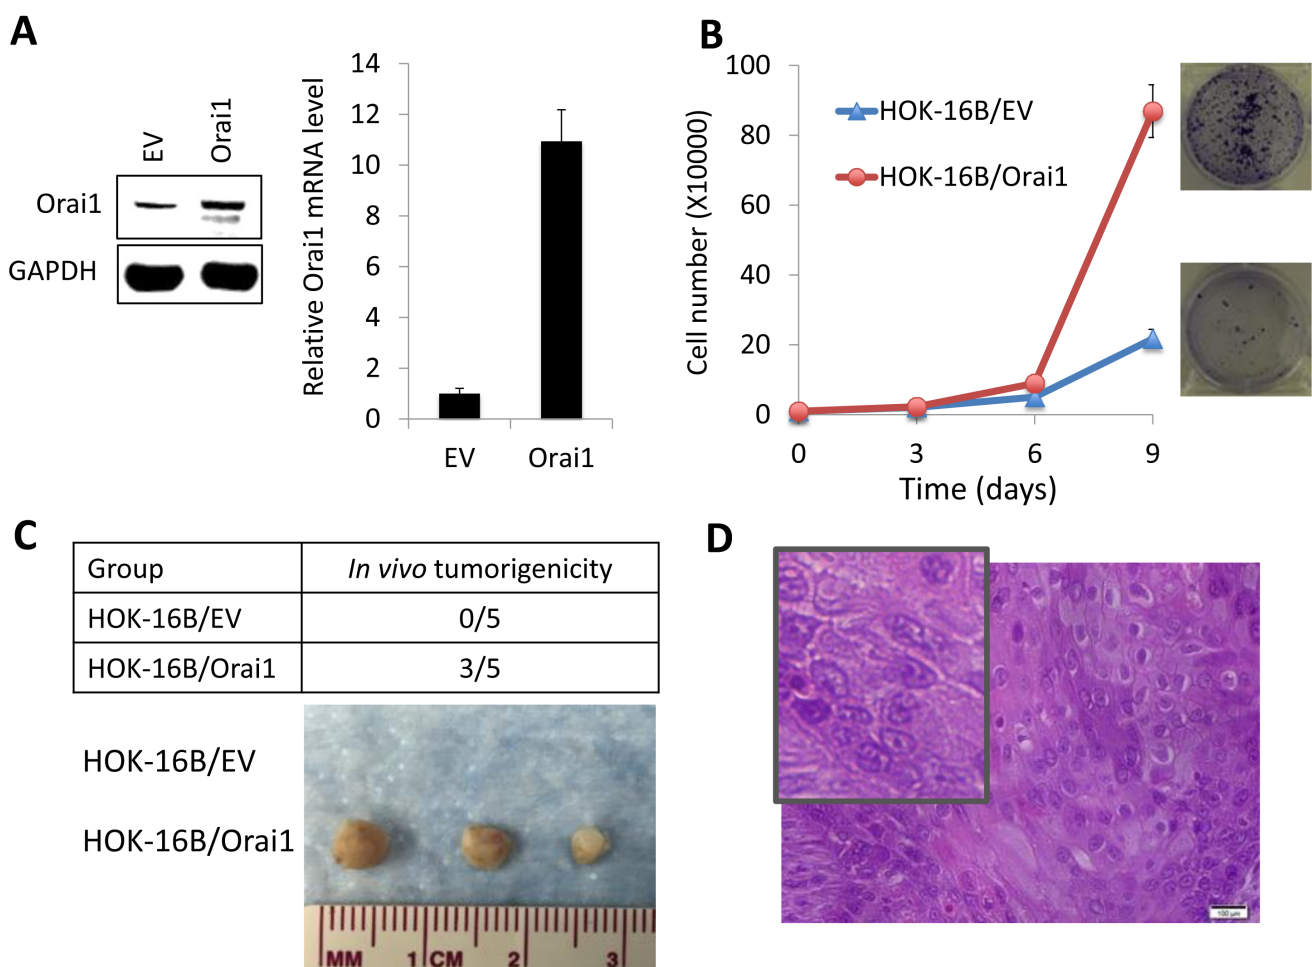 A
EV
Orai1
Orai1
GAPDH
Relative Orai1 mRNA level
14
12
10
8
6
4
2
0
EV
Orai1
B
Cell number (X10000)
100
80
60
40
20
0
HOK-16B/EV
HOK-16B/Orai1
0 3 6 9
Time (days)
C
Group In vivo tumorigenicity
HOK-16B/EV 0/5
HOK-16B/Orai1 3/5
HOK-16B/EV
HOK-16B/Orai1
MM 1 CM 2 3
D
100 µm